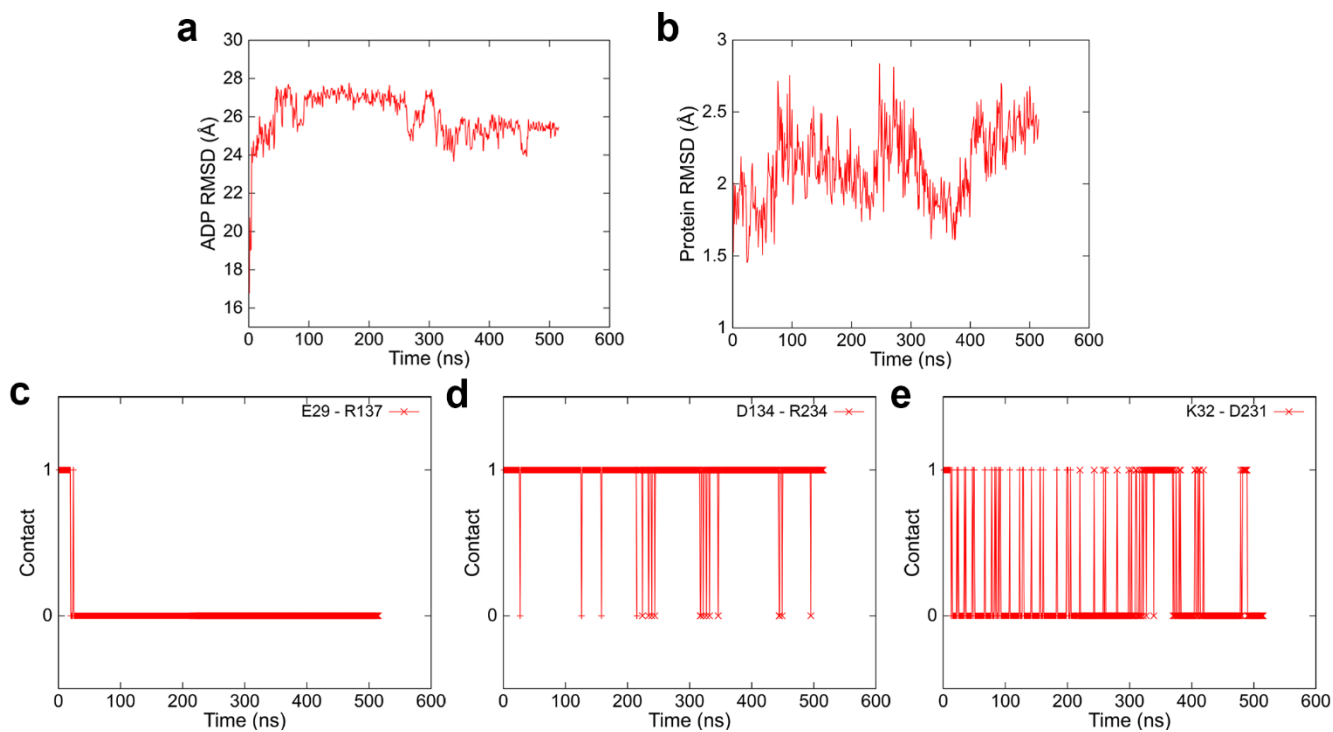 a
30
28
26
24
22
20
18
16
ADP RMSD (Å)
0 100 200 300 400 500 600
Time (ns)
b
3
2.5
2
1.5
1
Protein RMSD (Å)
0 100 200 300 400 500 600
Time (ns)
c
E29 - R137
1
0
Contact
0 100 200 300 400 500 600
Time (ns)
d
D134 - R234
1
0
Contact
0 100 200 300 400 500 600
Time (ns)
e
K32 - D231
1
0
Contact
0 100 200 300 400 500 600
Time (ns)